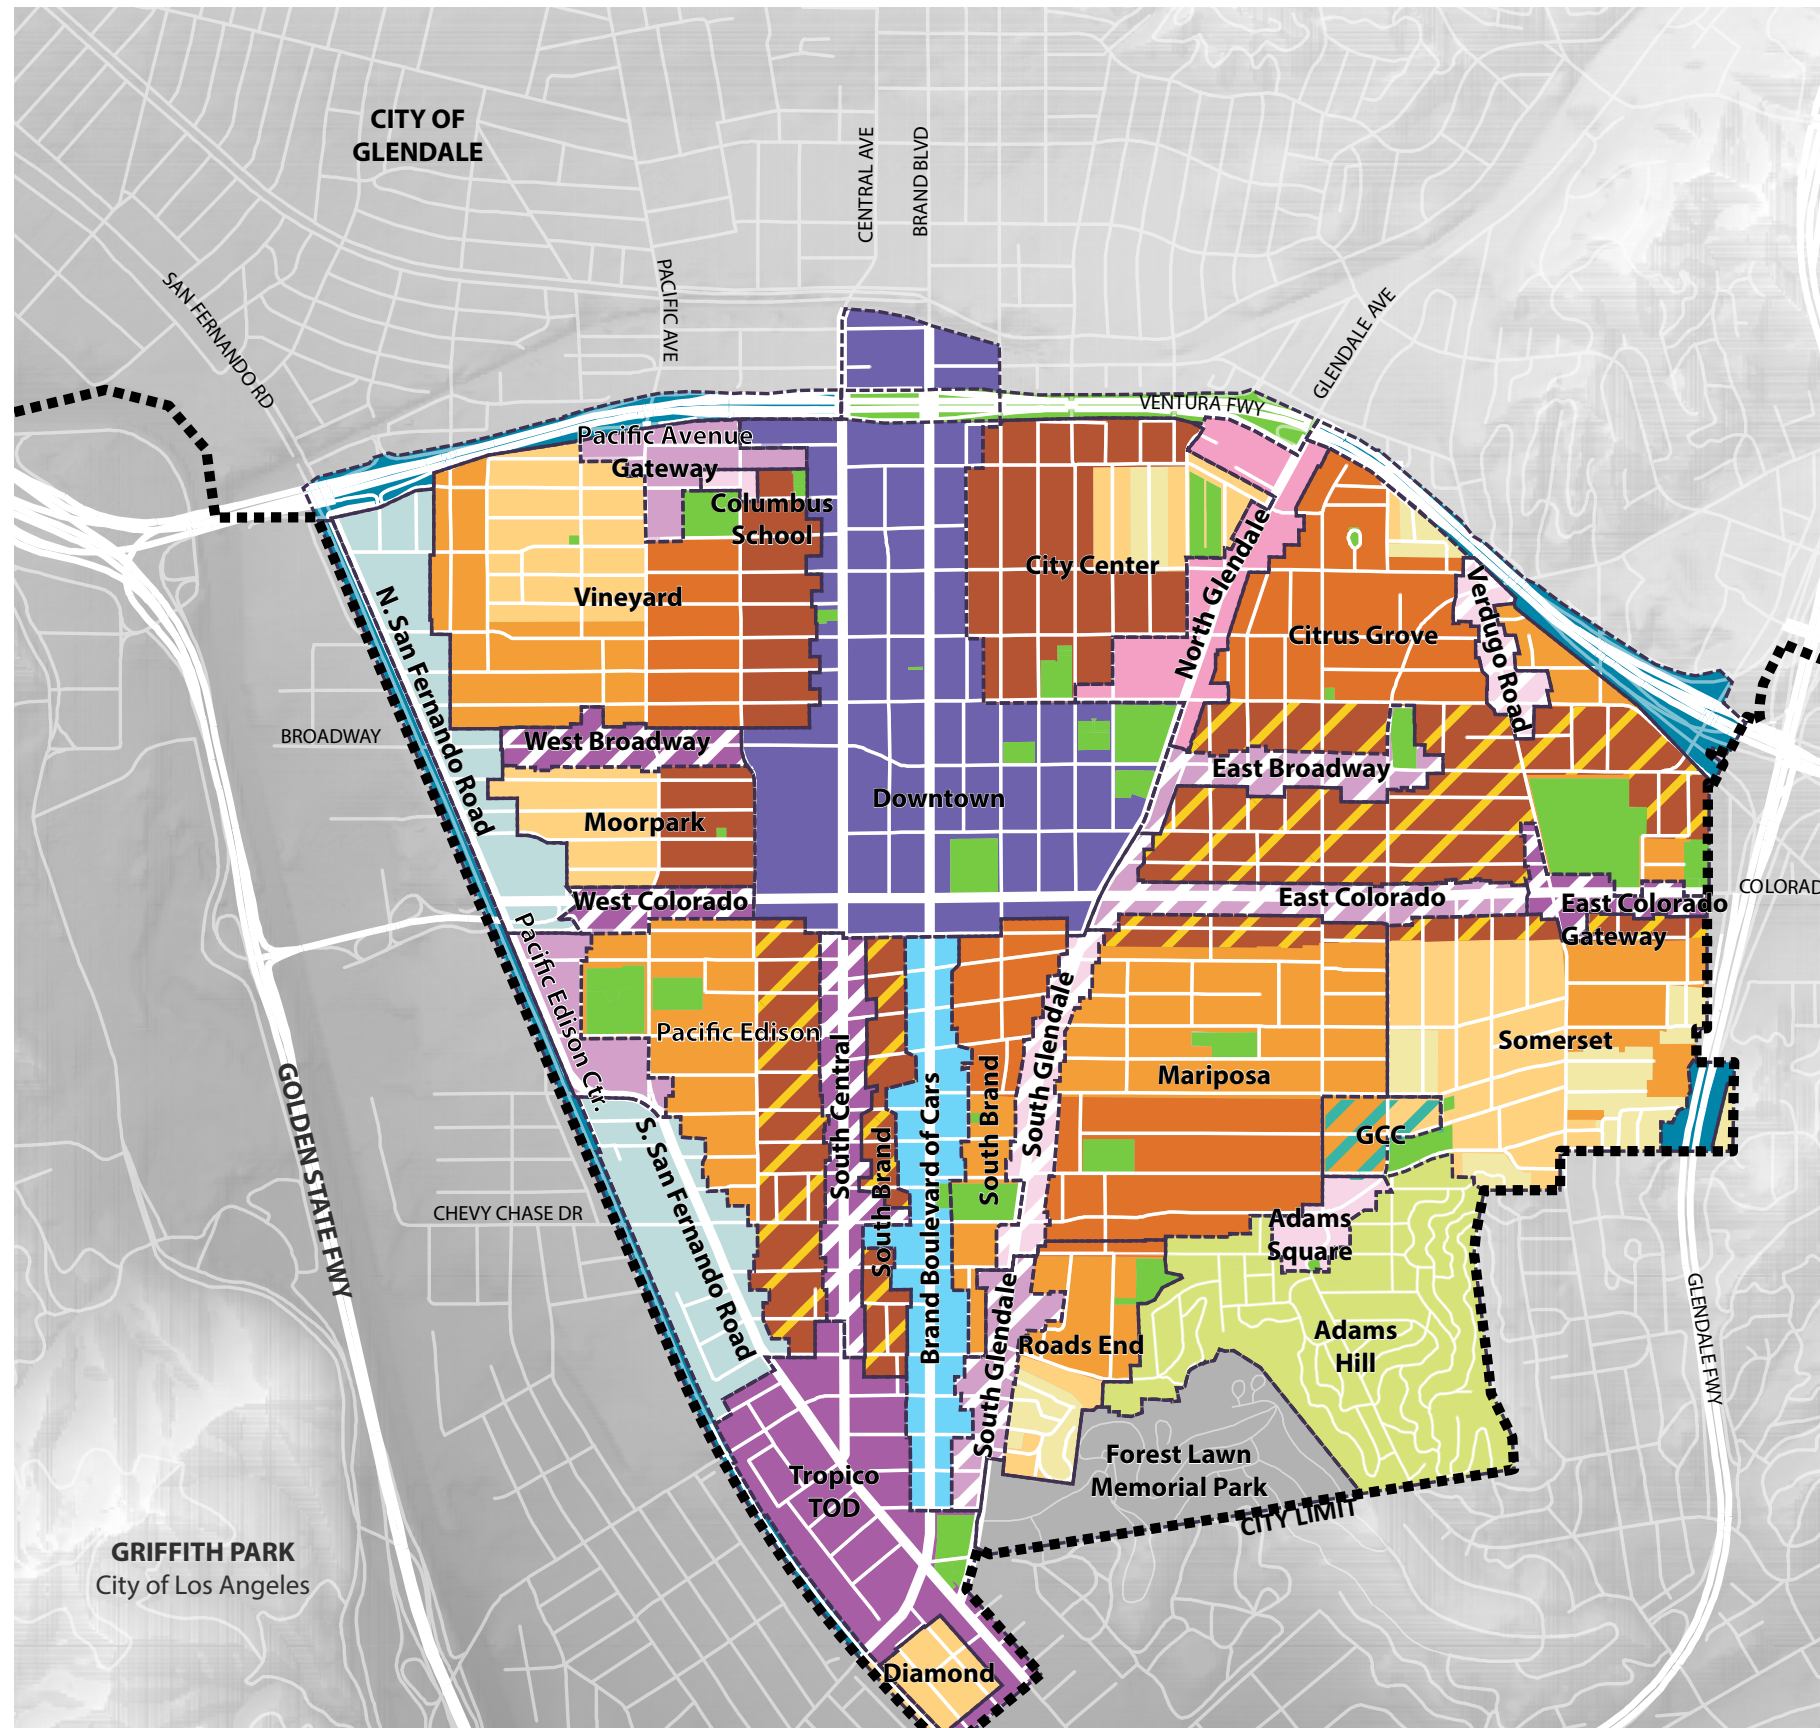 CITY OF
GLENDALE
CENTRAL AVE
BRAND BLVD
SAN FERNANDO RD
PACIFIC AVE
GLENDALE AVE
VENTURA FWY
Pacific Avenue
Gateway
Columbus
School
City Center
North Glendale
Vineyard
Citrus Grove
Verdugo Road
N. San Fernando Road
BROADWAY
West Broadway
East Broadway
Downtown
Moorpark
West Colorado
East Colorado
COLORAD
East Colorado
Gateway
Pacific Edison Ctr.
Pacific Edison
South Central
South Brand
Brand Boulevard of Cars
South Brand
South Glendale
Mariposa
Somerset
GCC
GOLDEN STATE FWY
S. San Fernando Road
CHEVY CHASE DR
Adams
Square
South Glendale
Roads End
Adams
Hill
GLENDALE FWY
Forest Lawn
Memorial Park
CITY LIMIT
Tropico
TOD
GRIFFITH PARK
City of Los Angeles
Diamond